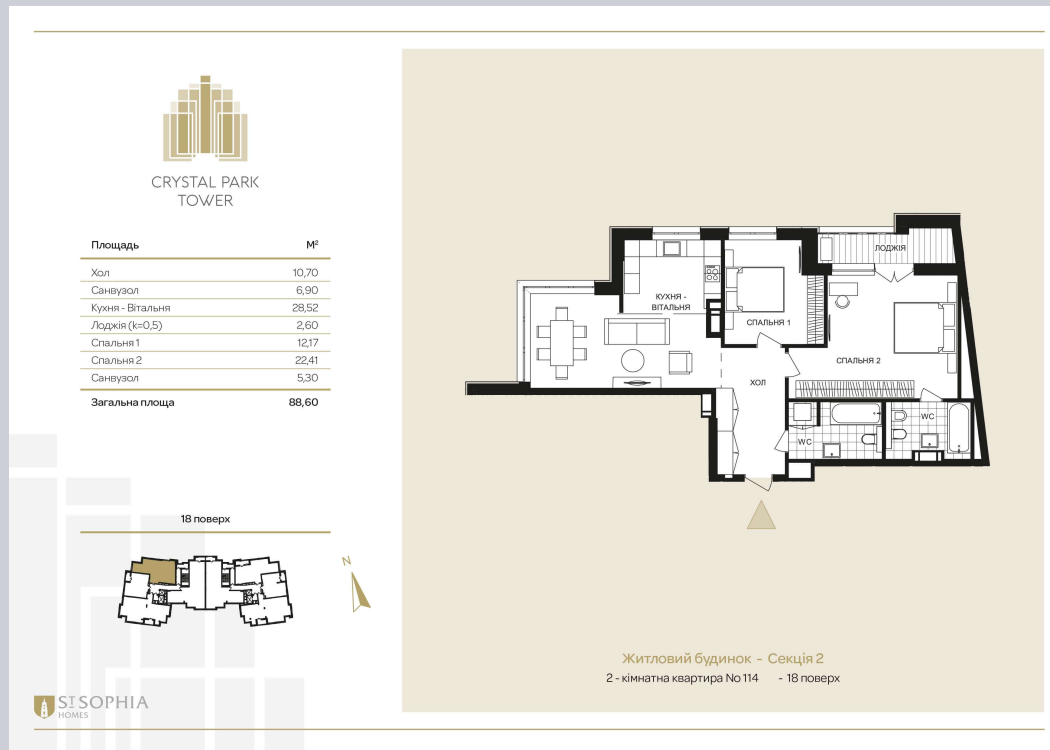 CRYSTAL PARK
TOWER
Площадь М²
Хол 10,70
Санвузол 6,90
Кухня - Вітальня 28,52
Лоджія (k=0,5) 2,60
Спальня 1 12,17
Спальня 2 22,41
Санвузол 5,30
Загальна площа 88,60
18 поверх
N
ST SOPHIA
HOMES
ЛОДЖІЯ
КУХНЯ -
ВІТАЛЬНЯ
СПАЛЬНЯ 1
СПАЛЬНЯ 2
ХОЛ
WC
WC
Житловий будинок - Секція 2
2 - кімнатна квартира No 114 - 18 поверх